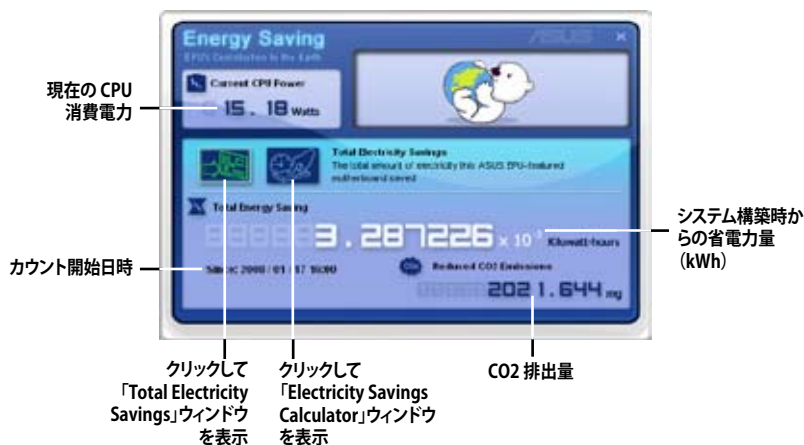 Energy Saving
ASUS
EPU's Contribution to the Earth
現在の CPU
消費電力
Current CPU Power
15.18 Watts
Total Electricity Savings
The total amount of electricity this ASUS EPU-featured
motherboard saved
Total Energy Saving
3.287226 x 10 Kilowatt-hours
システム構築時か
らの省電力量
(kWh)
カウント開始日時
Since: 2008 / 01 / 17 16:00
Reduced CO2 Emissions
2021.644 mg
クリックして
「Total Electricity
Savings」ウィンドウ
を表示
クリックして
「Electricity Savings
Calculator」ウィンドウ
を表示
CO2 排出量